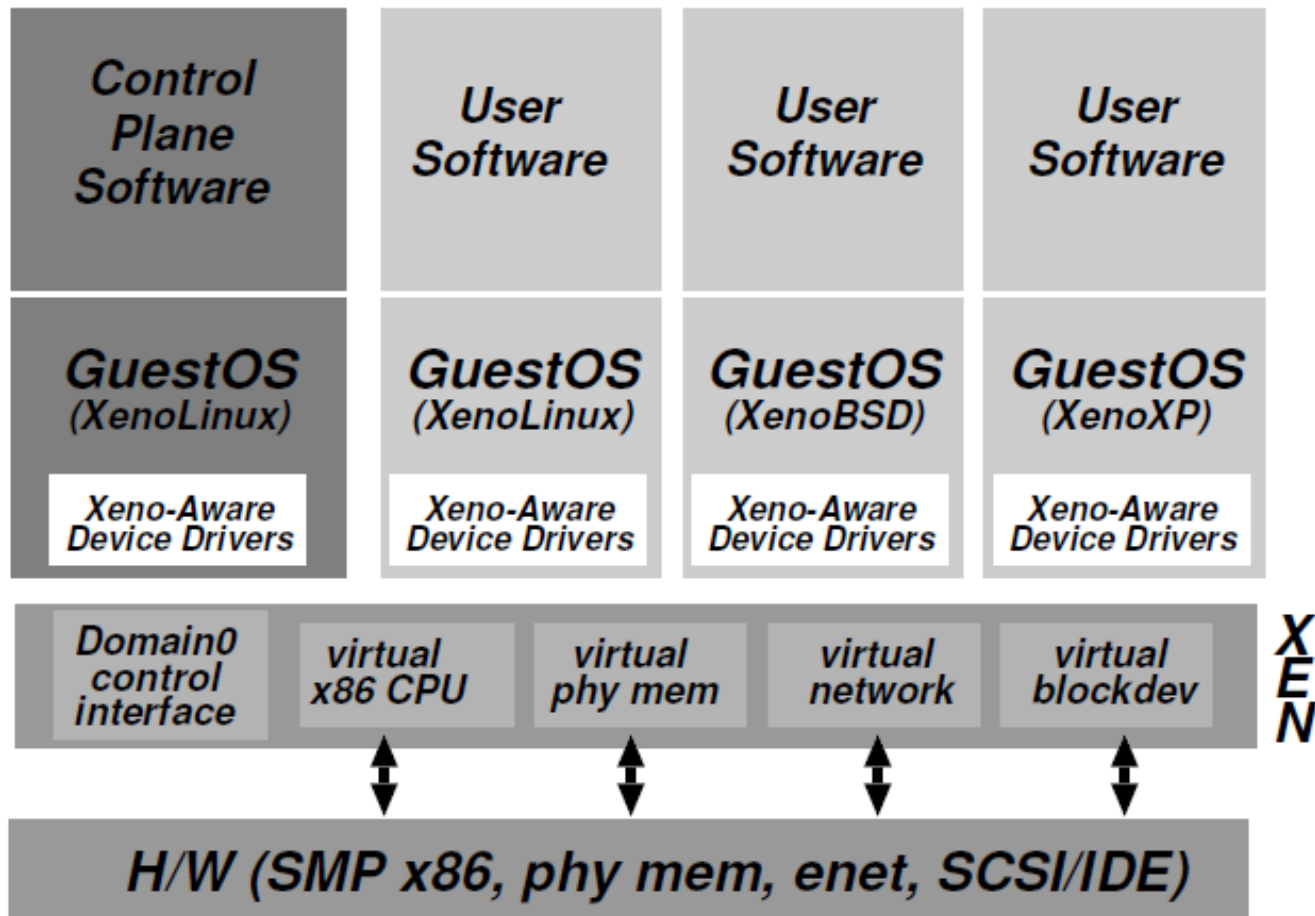 Control
Plane
Software
User
Software
User
Software
User
Software
GuestOS
(XenoLinux)
Xeno-Aware
Device Drivers
GuestOS
(XenoLinux)
Xeno-Aware
Device Drivers
GuestOS
(XenoBSD)
Xeno-Aware
Device Drivers
GuestOS
(XenoXP)
Xeno-Aware
Device Drivers
Domain0
control
interface
virtual
x86 CPU
virtual
phy mem
virtual
network
virtual
blockdev
X
E
N
H/W (SMP x86, phy mem, enet, SCSI/IDE)